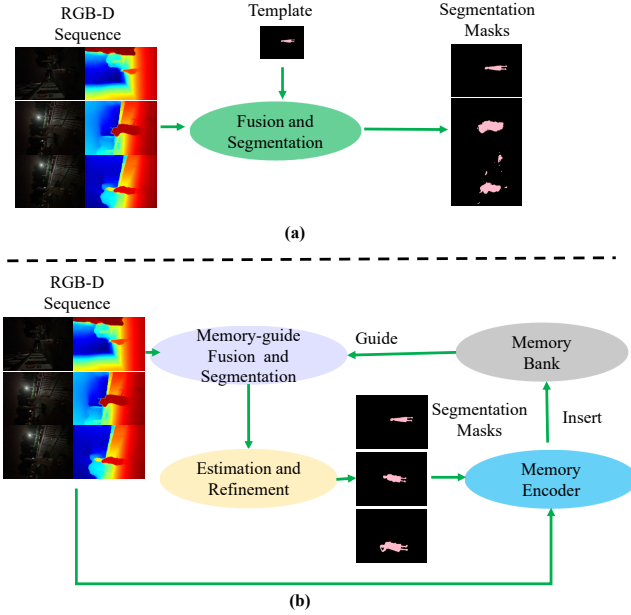 RGB-D
Sequence
Template
Segmentation
Masks
Fusion and
Segmentation
(a)
RGB-D
Sequence
Memory-guide
Fusion and
Segmentation
Guide
Memory
Bank
Segmentation
Masks
Insert
Estimation and
Refinement
Memory
Encoder
(b)